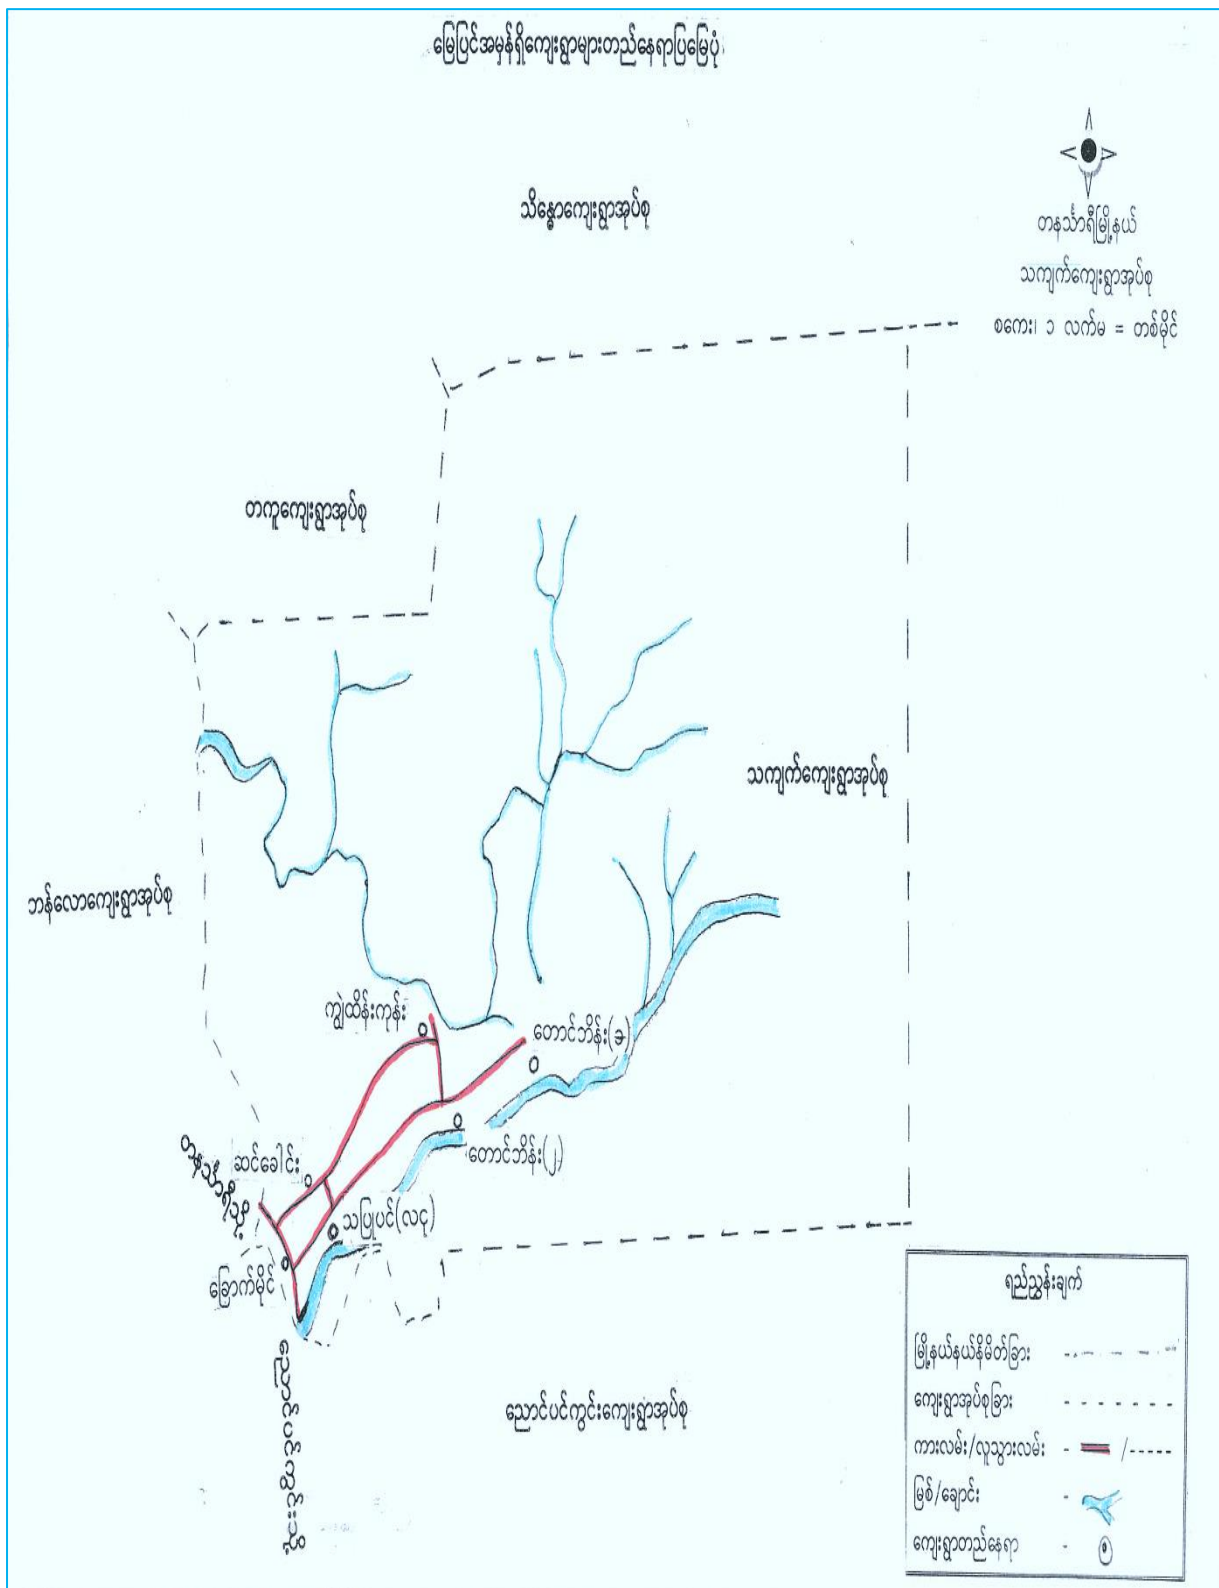 မြေပြင်အမှန်ရှိကျေးရွာများတည်နေရာပြမြေပုံ
သိန္ဓောကျေးရွာအုပ်စု
တနင်္သာရီမြို့နယ်
သကျက်ကျေးရွာအုပ်စု
စကေး၊ ၁ လက်မ = တစ်မိုင်
တကူကျေးရွာအုပ်စု
သကျက်ကျေးရွာအုပ်စု
ဘန်လောကျေးရွာအုပ်စု
ကျွဲထိန်းကုန်း
တောင်ဘိန်း(ခ)
တောင်ဘိန်း(၂)
ဆင်ခေါင်း
သပြုပင်(လငု)
ခြောက်မိုင်
ညောင်ပင်ကွင်းကျေးရွာအုပ်စု
ရည်ညွှန်းချက်
မြို့နယ်နယ်နိမိတ်ခြား
ကျေးရွာအုပ်စုခြား
ကားလမ်း/လူသွားလမ်း
မြစ်/ချောင်း
ကျေးရွာတည်နေရာ